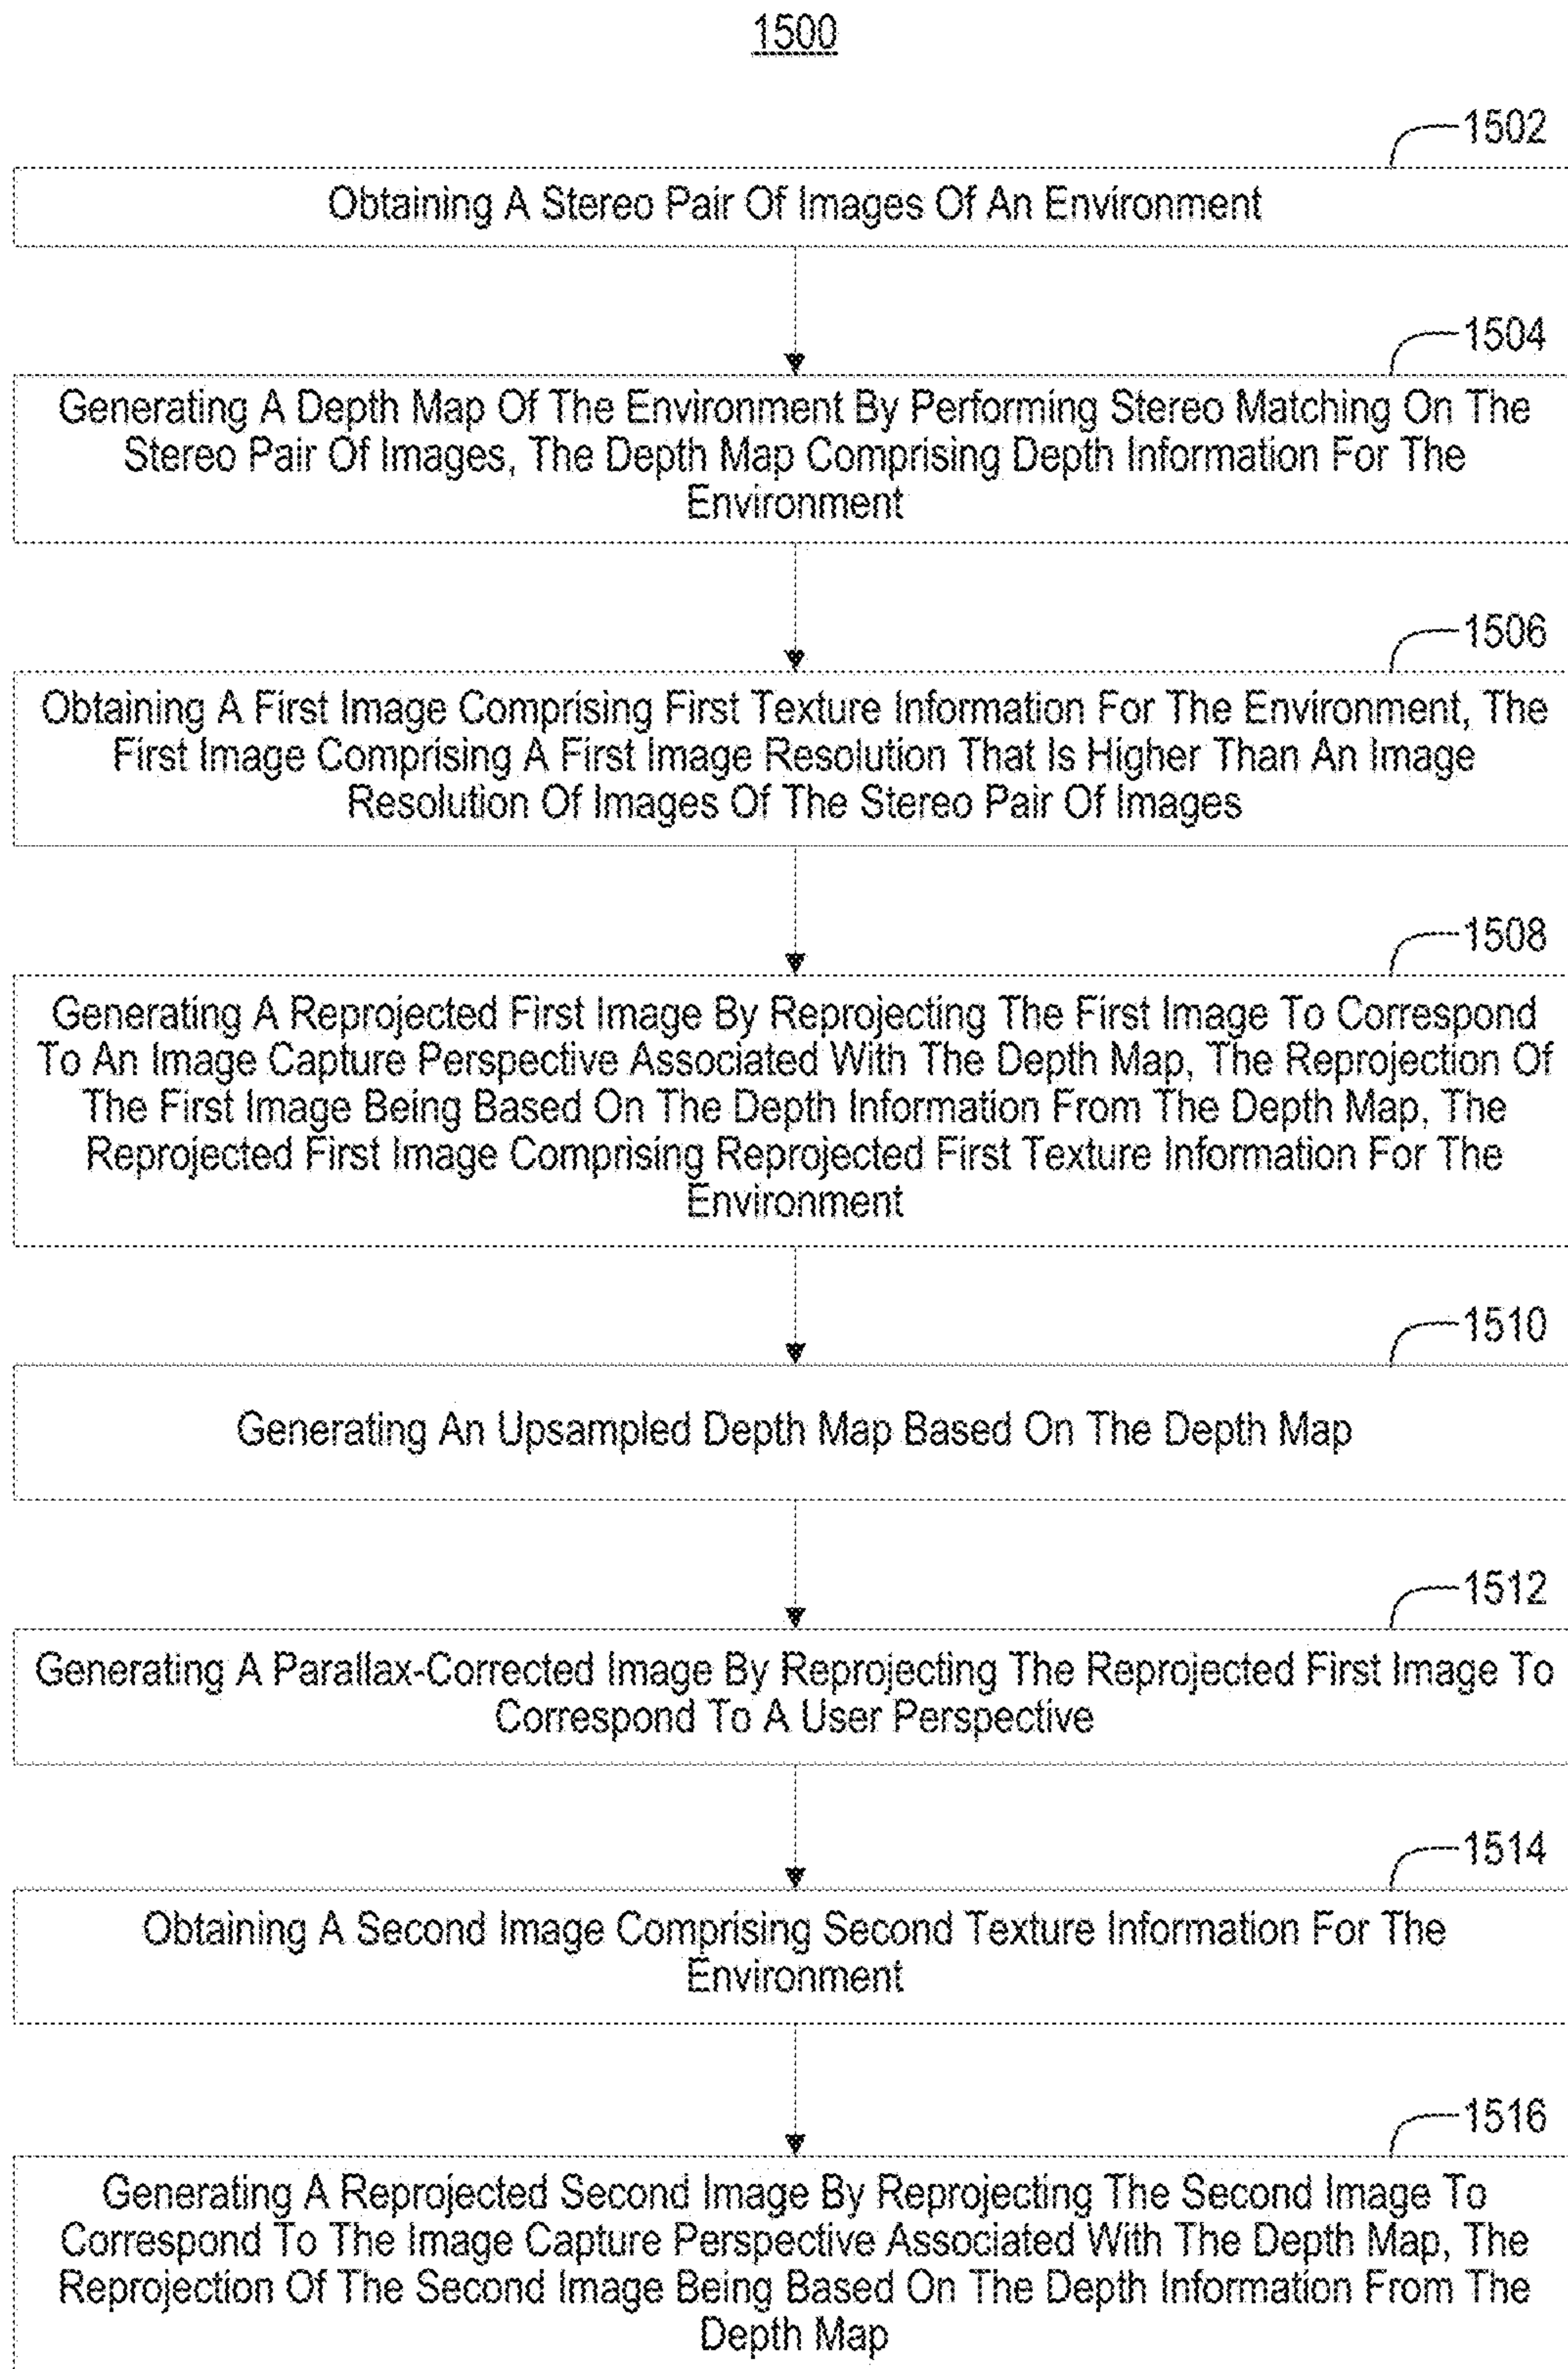 1500
1502
Obtaining A Stereo Pair Of Images Of An Environment
1504
Generating A Depth Map Of The Environment By Performing Stereo Matching On The
Stereo Pair Of Images, The Depth Map Comprising Depth Information For The
Environment
1506
Obtaining A First Image Comprising First Texture Information For The Environment, The
First Image Comprising A First Image Resolution That Is Higher Than An Image
Resolution Of Images Of The Stereo Pair Of Images
1508
Generating A Reprojected First Image By Reprojecting The First Image To Correspond
To An Image Capture Perspective Associated With The Depth Map, The Reprojection Of
The First Image Being Based On The Depth Information From The Depth Map, The
Reprojected First Image Comprising Reprojected First Texture Information For The
Environment
1510
Generating An Upsampled Depth Map Based On The Depth Map
1512
Generating A Parallax-Corrected Image By Reprojecting The Reprojected First Image To
Correspond To A User Perspective
1514
Obtaining A Second Image Comprising Second Texture Information For The
Environment
1516
Generating A Reprojected Second Image By Reprojecting The Second Image To
Correspond To The Image Capture Perspective Associated With The Depth Map, The
Reprojection Of The Second Image Being Based On The Depth Information From The
Depth Map